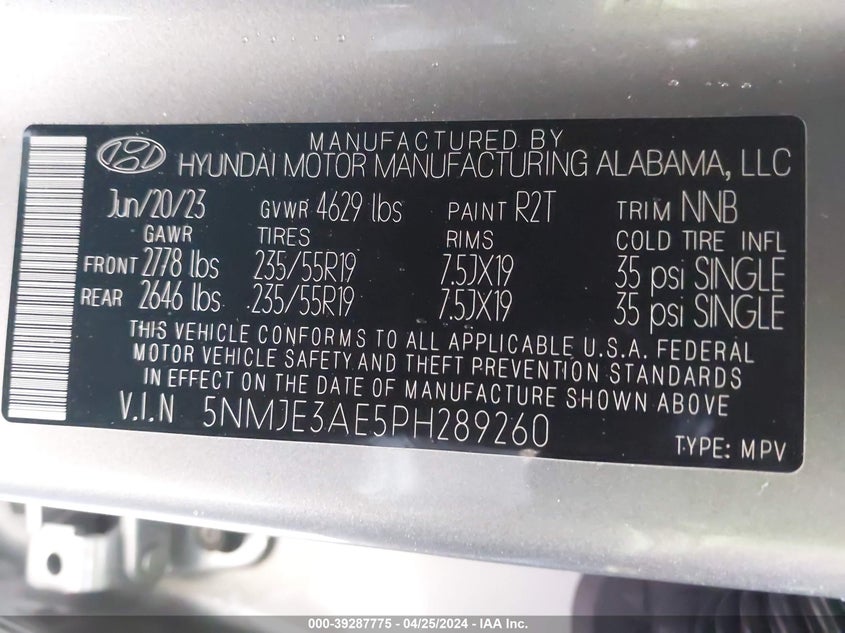 MANUFACTURED BY
HYUNDAI MOTOR MANUFACTURING ALABAMA, LLC
Jun/20/23 GVWR 4629 lbs PAINT R2T TRIM NNB
GAWR TIRES RIMS COLD TIRE INFL
FRONT 2778 lbs 235/55R19 7.5JX19 35 psi SINGLE
REAR 2646 lbs 235/55R19 7.5JX19 35 psi SINGLE
THIS VEHICLE CONFORMS TO ALL APPLICABLE U.S.A. FEDERAL
MOTOR VEHICLE SAFETY AND THEFT PREVENTION STANDARDS
IN EFFECT ON THE DATE OF MANUFACTURE SHOWN ABOVE.
V.I.N 5NMJE3AE5PH289260
TYPE: MPV
000-39287775 - 04/25/2024 - IAA Inc.